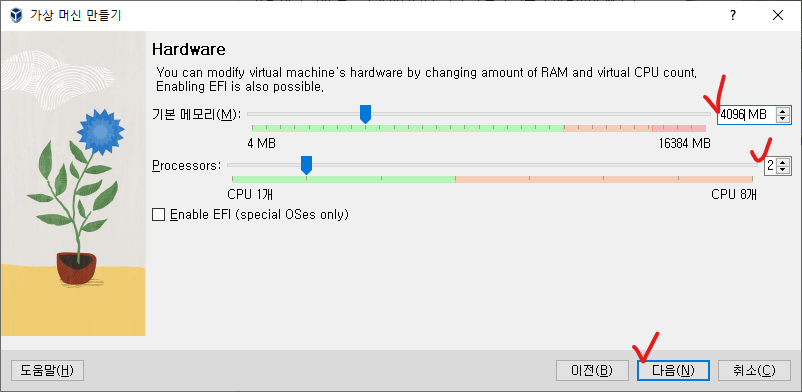 가상 머신 만들기
Hardware
You can modify virtual machine's hardware by changing amount of RAM and virtual CPU count.
Enabling EFI is also possible.
기본 메모리(M): 4096 MB
4 MB 16384 MB
Processors: 2
CPU 1개 CPU 8개
Enable EFI (special OSes only)
도움말(H) 이전(B) 다음(N) 취소(C)